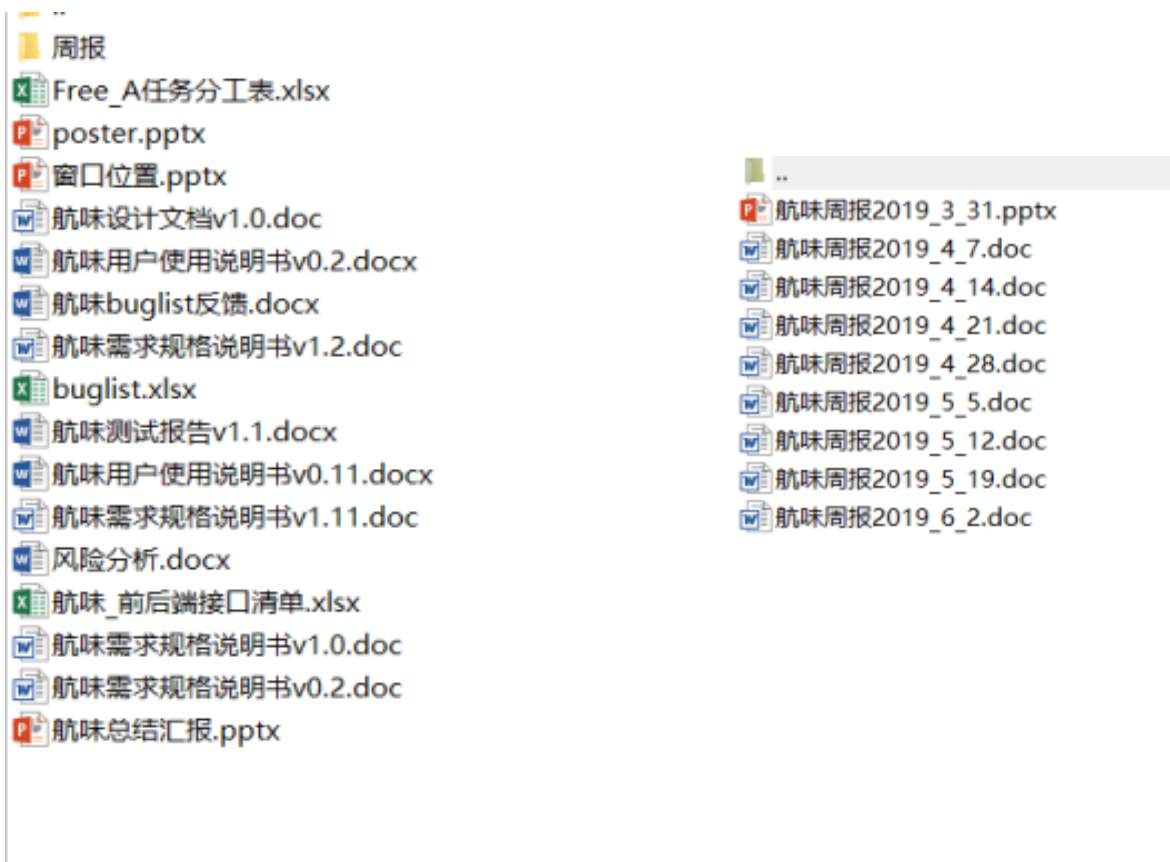 ..
周报
Free_A任务分工表.xlsx
poster.pptx
窗口位置.pptx
航味设计文档v1.0.doc
航味用户使用说明书v0.2.docx
航味buglist反馈.docx
航味需求规格说明书v1.2.doc
buglist.xlsx
航味测试报告v1.1.docx
航味用户使用说明书v0.11.docx
航味需求规格说明书v1.11.doc
风险分析.docx
航味_前后端接口清单.xlsx
航味需求规格说明书v1.0.doc
航味需求规格说明书v0.2.doc
航味总结汇报.pptx
..
航味周报2019_3_31.pptx
航味周报2019_4_7.doc
航味周报2019_4_14.doc
航味周报2019_4_21.doc
航味周报2019_4_28.doc
航味周报2019_5_5.doc
航味周报2019_5_12.doc
航味周报2019_5_19.doc
航味周报2019_6_2.doc